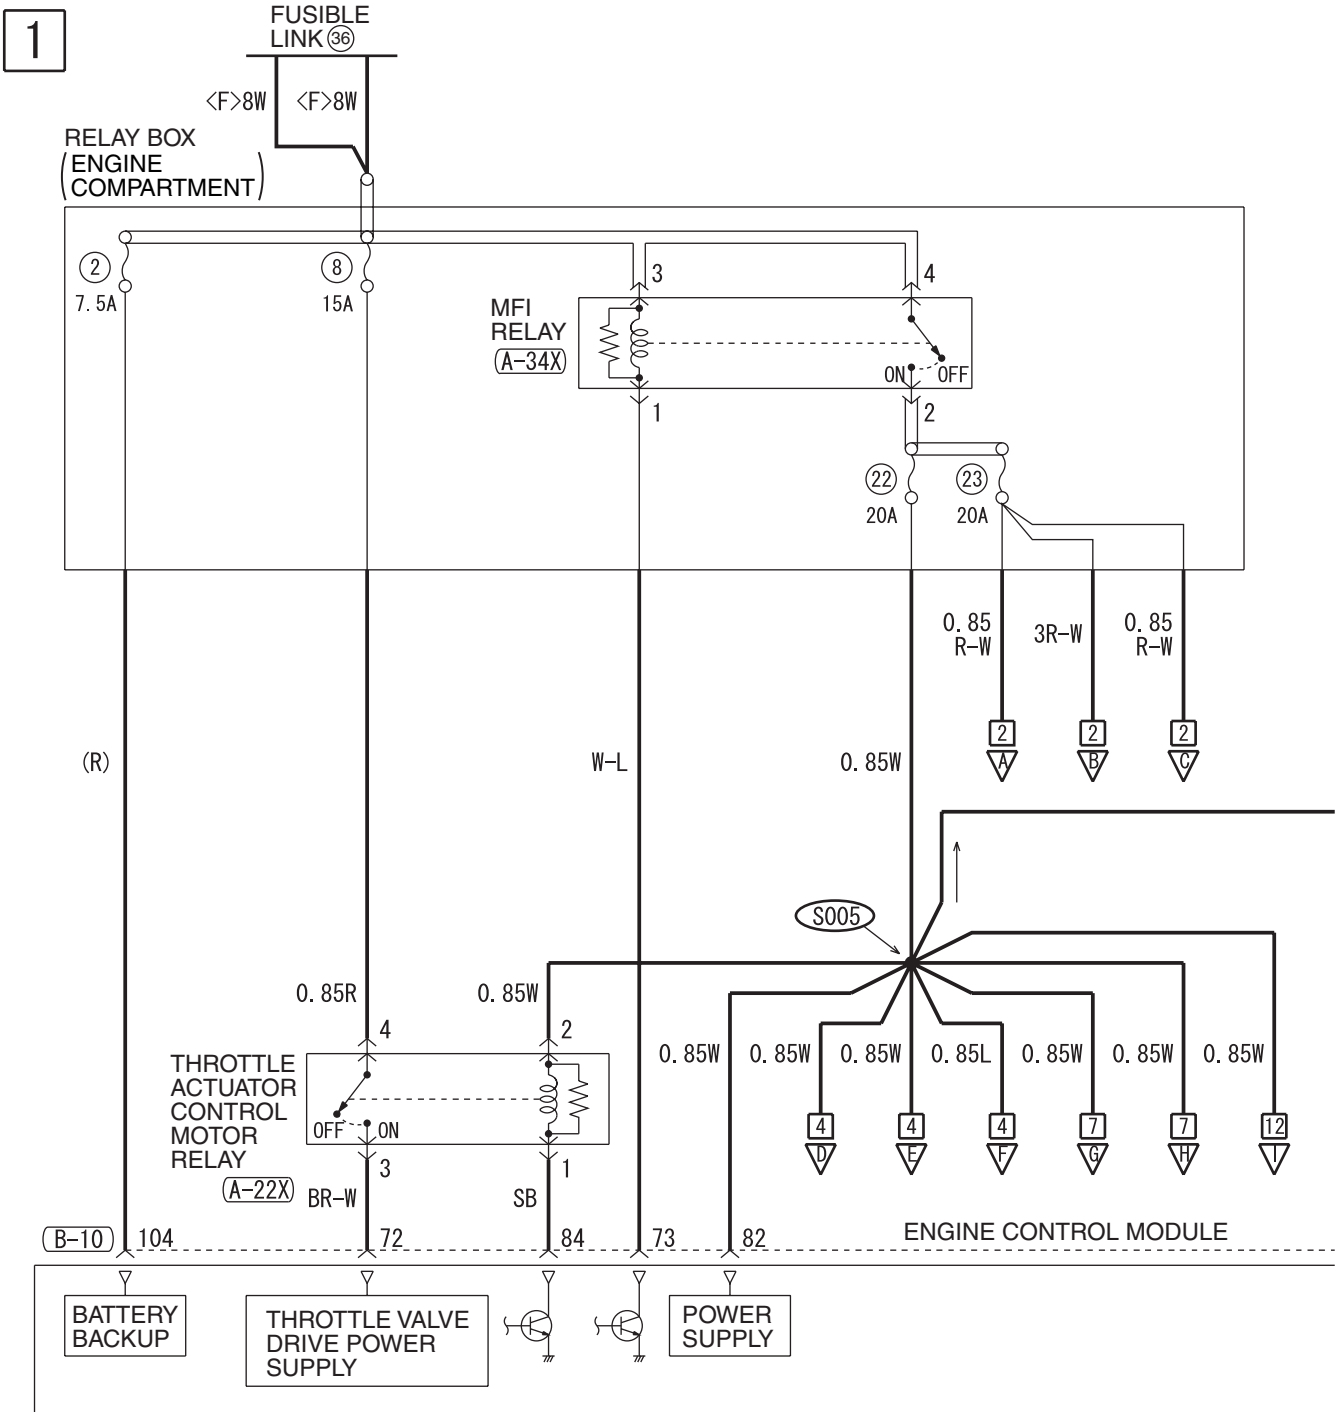 1
FUSIBLE
LINK 36
<F>8W <F>8W
RELAY BOX
(ENGINE
COMPARTMENT)
2
7.5A
8
15A
3
4
MFI
RELAY
A-34X
ON OFF
1
2
22
20A
23
20A
0.85
R-W
3R-W
0.85
R-W
2
A
2
B
2
C
(R)
W-L
0.85W
S005
0.85R
0.85W
4
2
THROTTLE
ACTUATOR
CONTROL
MOTOR
RELAY
A-22X
OFF ON
3
1
BR-W
SB
0.85W 0.85W 0.85W 0.85L 0.85W 0.85W 0.85W
4 4 4 7 7 12
D E F G H I
B-10 104 72 84 73 82
ENGINE CONTROL MODULE
BATTERY
BACKUP
THROTTLE VALVE
DRIVE POWER
SUPPLY
POWER
SUPPLY